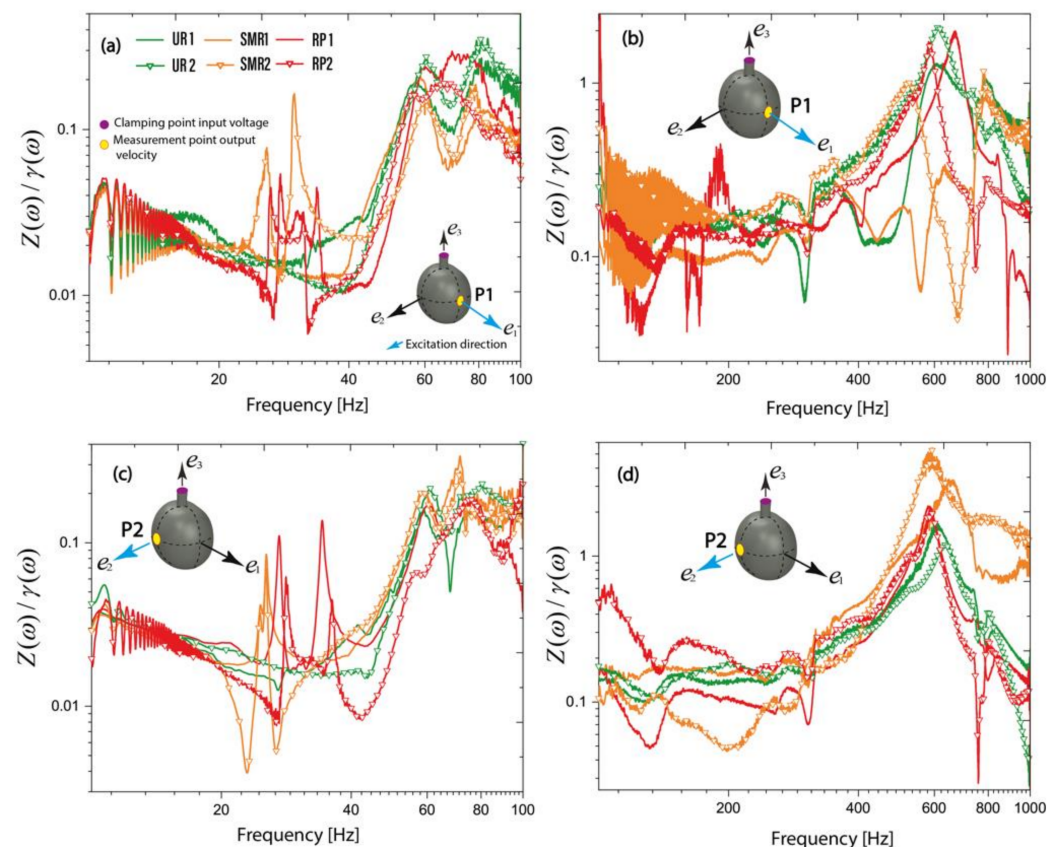 (a)
UR1 SMR1 RP1
UR2 SMR2 RP2
Clamping point input voltage
Measurement point output
velocity
e3
P1
e2
e1
Excitation direction
Z(ω) / γ(ω)
0.1
0.01
20 40 60 80 100
Frequency [Hz]
(b)
e3
P1
e2
e1
Z(ω) / γ(ω)
1
0.1
200 400 600 800 1000
Frequency [Hz]
(c)
e3
P2
e2
e1
Z(ω) / γ(ω)
0.1
0.01
20 40 60 80 100
Frequency [Hz]
(d)
e3
P2
e2
e1
Z(ω) / γ(ω)
1
0.1
200 400 600 800 1000
Frequency [Hz]